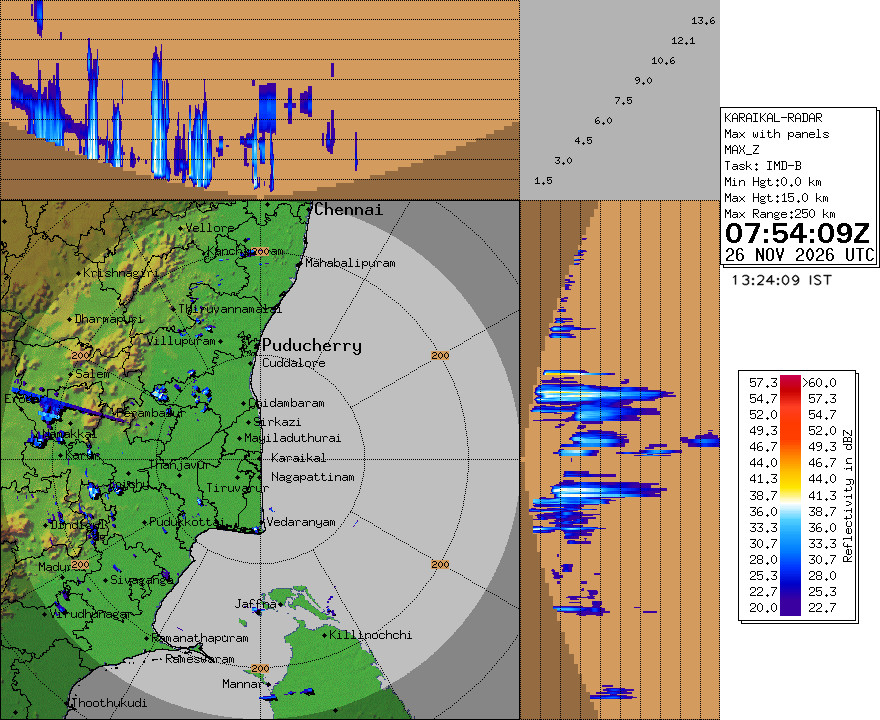 13.6
12.1
10.6
9.0
7.5
6.0
4.5
3.0
1.5
KARAIKAL-RADAR
Max with panels
MAX_Z
Task: IMD-B
Min Hgt:0.0 km
Max Hgt:15.0 km
Max Range:250 km
07:54:09Z
26 NOV 2026 UTC
13:24:09 IST
Chennai
Vellore
200
Mahabalipuram
Krishnagiri
Thiruvannamalai
Dharmapuri
Villupuram
Puducherry
200
200
Cuddalore
Salem
Perambalur
Chidambaram
Sirkazi
Namakkal
Mayiladuthurai
Karur
Karaikal
Thanjavur
Nagapattinam
Tiruvarur
Pudukkottai
Vedaranyam
200
200
Sivaganga
Jaffna
Virudhunagar
Killinochchi
Ramanathapuram
Rameswaram
200
Mannar
Thoothukudi
57.3 >60.0
54.7 57.3
52.0 54.7
49.3 52.0
46.7 49.3
44.0 46.7
41.3 44.0
38.7 41.3
36.0 38.7
33.3 36.0
30.7 33.3
28.0 30.7
25.3 28.0
22.7 25.3
20.0 22.7
Reflectivity in dBZ